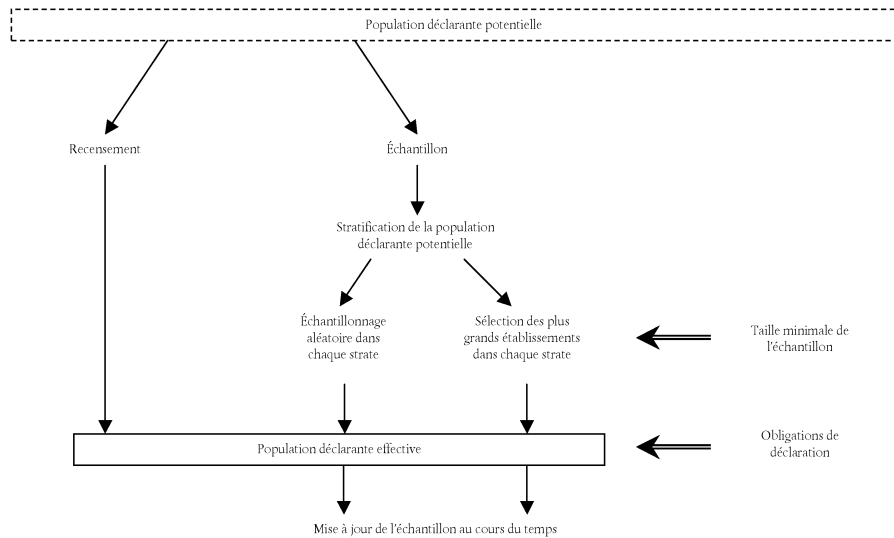 Population déclarante potentielle
Recensement
Échantillon
Stratification de la population
déclarante potentielle
Échantillonnage
aléatoire dans
chaque strate
Sélection des plus
grands établissements
dans chaque strate
Taille minimale de
l'échantillon
Population déclarante effective
Obligations de
déclaration
Mise à jour de l'échantillon au cours du temps